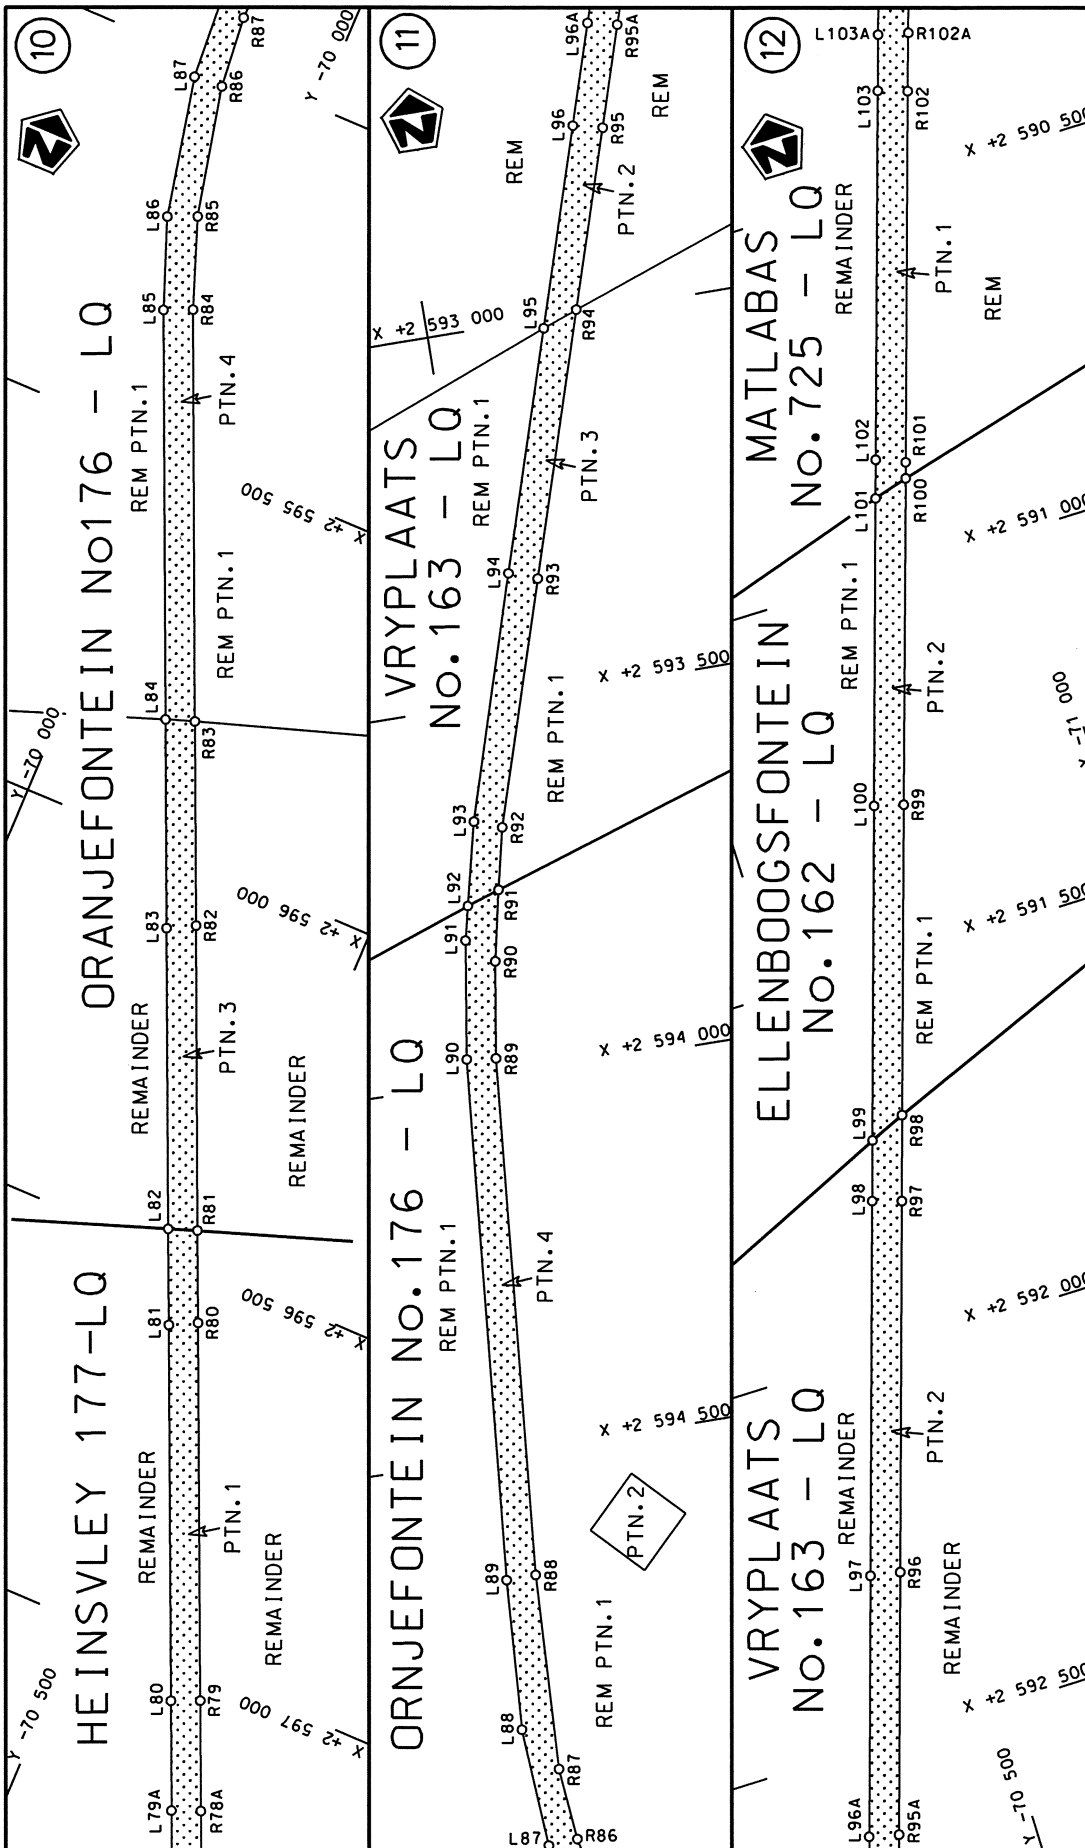 10
HEINSVLEY 177-LQ
ORANJEFONTEIN No176 - LQ
Y -70 500
Y -70 000
Y -70 000
REMAINDER
REMAINDER
REM PTN.1
L79A
L80
L81
L82
L83
L84
L85
L86
L87
R78A
R79
R80
R81
R82
R83
R84
R85
R86
R87
PTN.1
PTN.3
PTN.4
REMAINDER
REMAINDER
REM PTN.1
X +2 597 000
X +2 596 500
X +2 596 000
X +2 595 500
11
ORNJEFONTEIN No.176 - LQ
VRYPLAATS
No.163 - LQ
X +2 593 000
REM PTN.1
REM PTN.1
REM
L87
L88
L89
L90
L91
L92
L93
L94
L95
L96
L96A
R86
R87
R88
R89
R90
R91
R92
R93
R94
R95
R95A
PTN.4
PTN.3
PTN.2
REM PTN.1
PTN.2
REM PTN.1
REM
X +2 594 500
X +2 594 000
X +2 593 500
12
VRYPLAATS
No.163 - LQ
ELLENBOOGSFONTEIN
No.162 - LQ
MATLABAS
No.725 - LQ
REMAINDER
REM PTN.1
REMAINDER
L96A
L97
L98
L99
L100
L101
L102
L103
L103A
R95A
R96
R97
R98
R99
R100
R101
R102
R102A
PTN.2
PTN.2
PTN.1
REMAINDER
REM PTN.1
REM
X +2 592 500
X +2 592 000
X +2 591 500
X +2 591 000
X +2 590 500
Y -70 500
-71 000